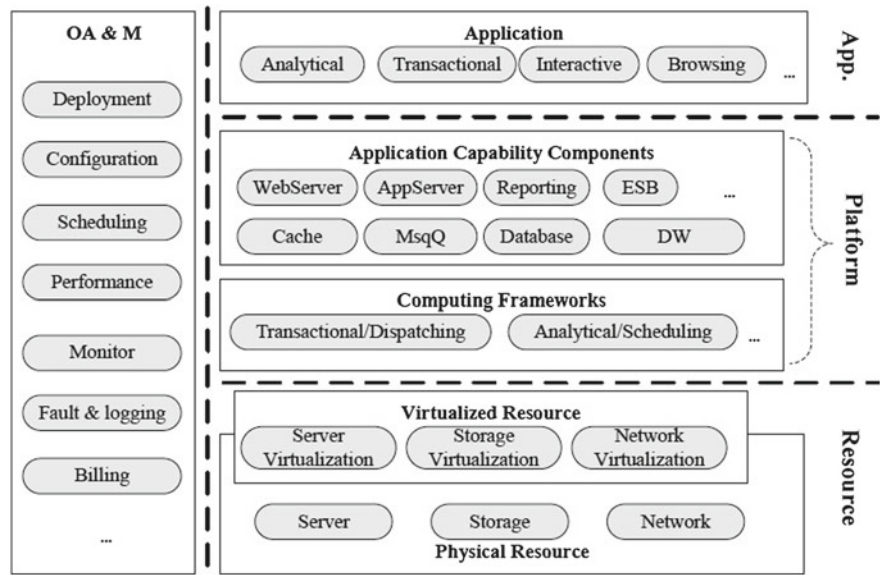 OA & M
Deployment
Configuration
Scheduling
Performance
Monitor
Fault & logging
Billing
...
Application
Analytical
Transactional
Interactive
Browsing
...
App.
Application Capability Components
WebServer
AppServer
Reporting
ESB
...
Cache
MsqQ
Database
DW
Computing Frameworks
Transactional/Dispatching
Analytical/Scheduling
...
Platform
Virtualized Resource
Server
Virtualization
Storage
Virtualization
Network
Virtualization
Server
Storage
Network
Physical Resource
Resource